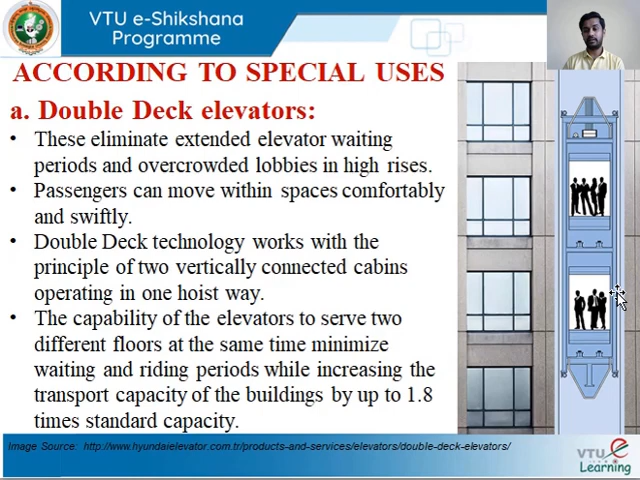 VTU e-Shikshana
Programme
ACCORDING TO SPECIAL USES
a. Double Deck elevators:
• These eliminate extended elevator waiting
periods and overcrowded lobbies in high rises.
• Passengers can move within spaces comfortably
and swiftly.
• Double Deck technology works with the
principle of two vertically connected cabins
operating in one hoist way.
• The capability of the elevators to serve two
different floors at the same time minimize
waiting and riding periods while increasing the
transport capacity of the buildings by up to 1.8
times standard capacity.
Image Source: http://www.hyundaielevator.com.tr/products-and-services/elevators/double-deck-elevators/
VTU e
Learning